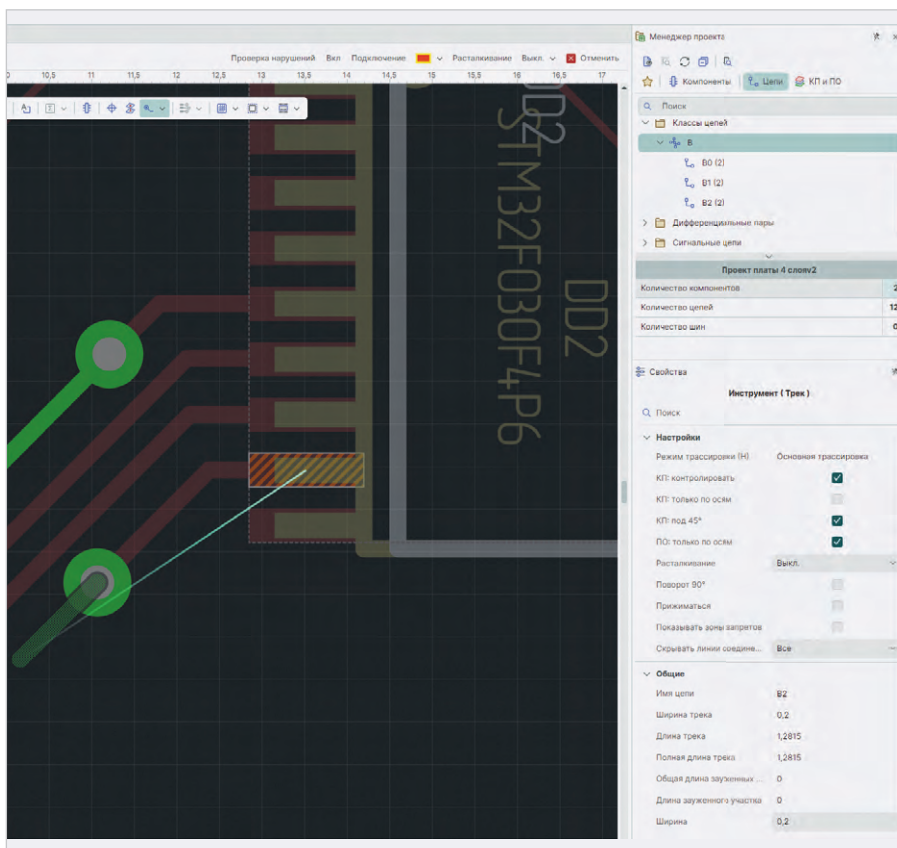 Менеджер проекта
Проверка нарушений Вкл Подключение Расталкивание Выкл. Отменить
10,5 11 11,5 12 12,5 13 13,5 14 14,5 15 15,5 16 16,5 17
Компоненты Цепи КП и ПО
Поиск
Классы цепей
B
B0 (2)
B1 (2)
B2 (2)
Дифференциальные пары
Сигнальные цепи
Проект платы 4 слояv2
Количество компонентов 2
Количество цепей 12
Количество шин 0
DD2
STM32F030F4P6
DD2
Свойства
Инструмент ( Трек )
Поиск
Настройки
Режим трассировки (H) Основная трассировка
КП: контролировать
КП: только по осям
КП: под 45°
ПО: только по осям
Расталкивание Выкл.
Поворот 90°
Прижиматься
Показывать зоны запретов
Скрывать линии соедине... Все
Общие
Имя цепи B2
Ширина трека 0,2
Длина трека 1,2815
Полная длина трека 1,2815
Общая длина зауженных ... 0
Длина зауженного участка 0
Ширина 0,2